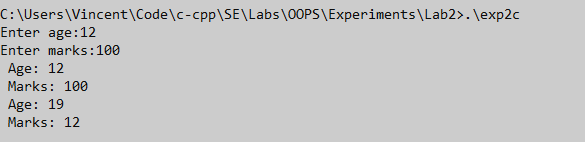 C:\Users\Vincent\Code\c-cpp\SE\Labs\OOPS\Experiments\Lab2>.\exp2c
Enter age:12
Enter marks:100
 Age: 12
 Marks: 100
 Age: 19
 Marks: 12